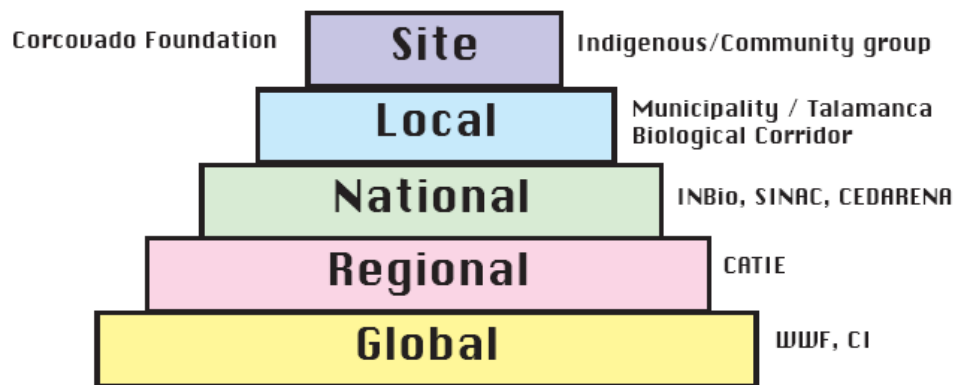 Corcovado Foundation
Site
Indigenous/Community group
Local
Municipality / Talamanca
Biological Corridor
National
INBio, SINAC, CEDARENA
Regional
CATIE
Global
WWF, CI